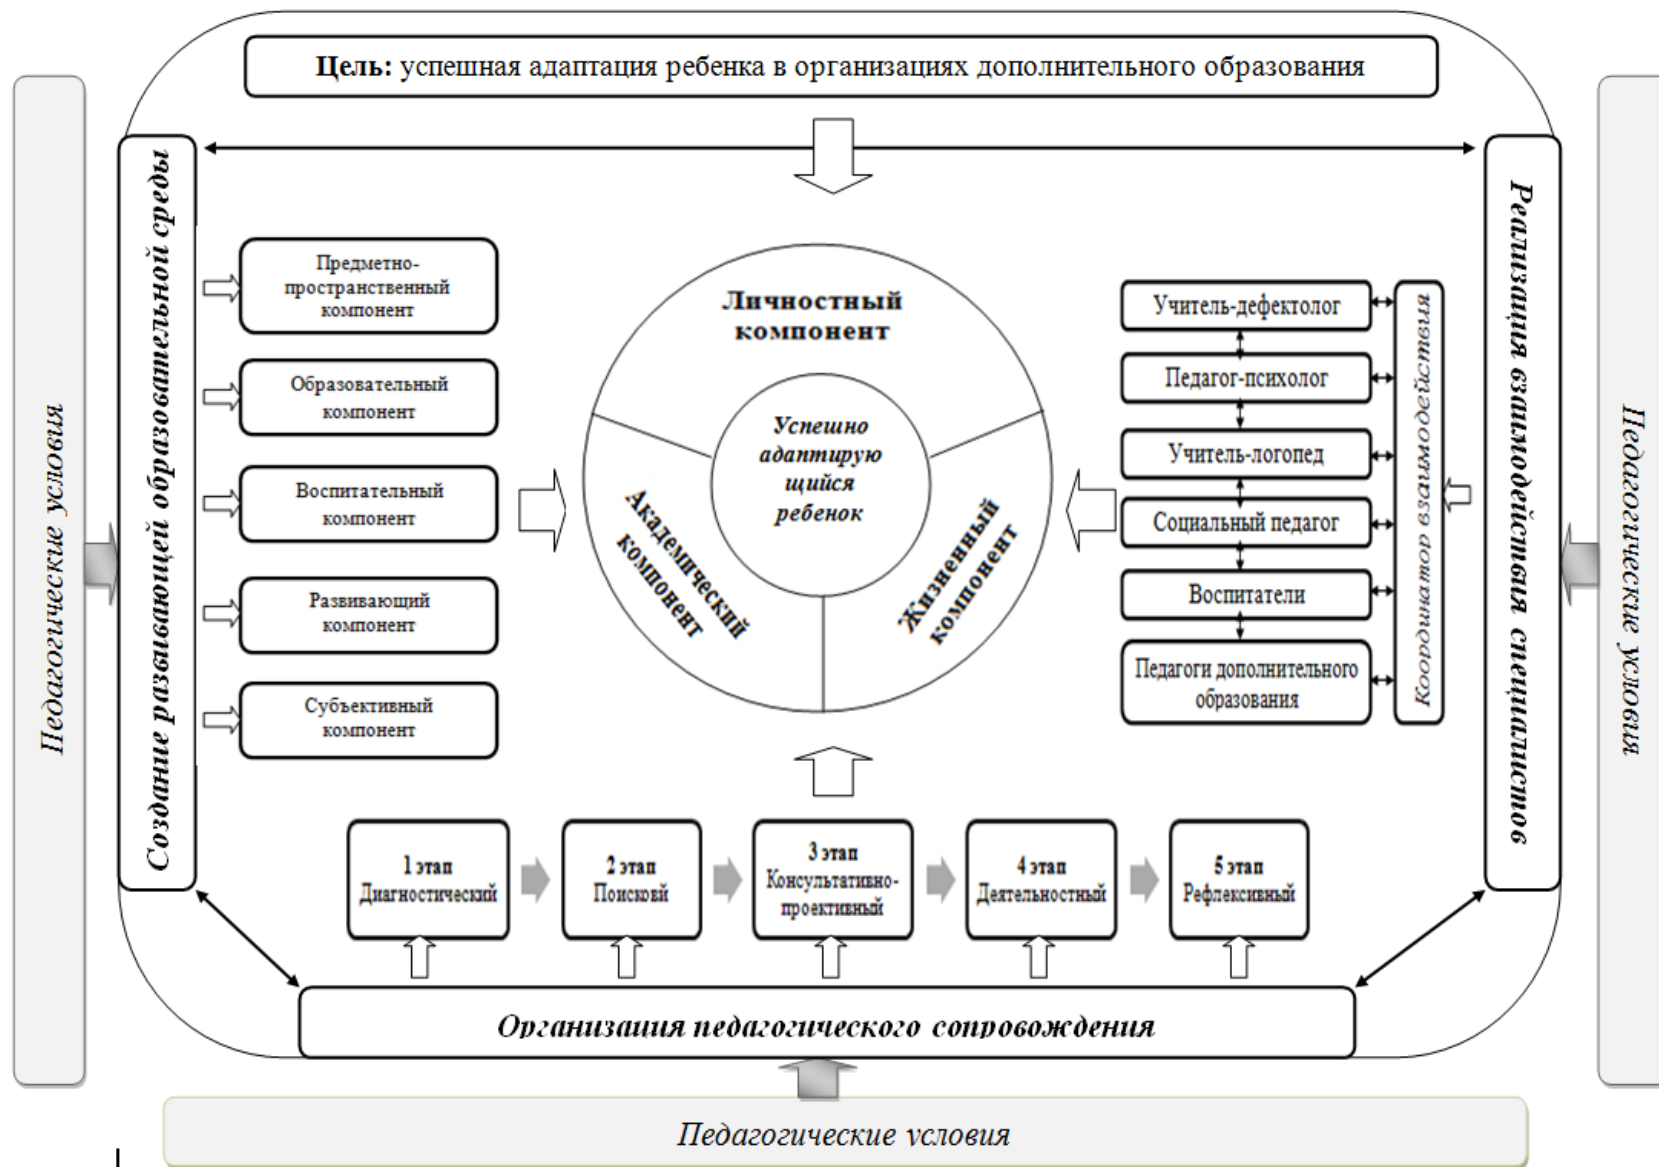 Цель: успешная адаптация ребенка в организациях дополнительного образования
Педагогические условия
Создание развивающей образовательной среды
Предметно-
пространственный
компонент
Образовательный
компонент
Воспитательный
компонент
Развивающий
компонент
Субъективный
компонент
Личностный
компонент
Успешно
адаптирую
щийся
ребенок
Академический
компонент
Жизненный
компонент
Учитель-дефектолог
Педагог-психолог
Учитель-логопед
Социальный педагог
Воспитатели
Педагоги дополнительного
образования
Координатор взаимодействия
Реализация взаимодействия специалистов
Педагогические условия
1 этап
Диагностический
2 этап
Поисковй
3 этап
Консультативно-
проективный
4 этап
Деятельностный
5 этап
Рефлексивный
Организация педагогического сопровождения
Педагогические условия